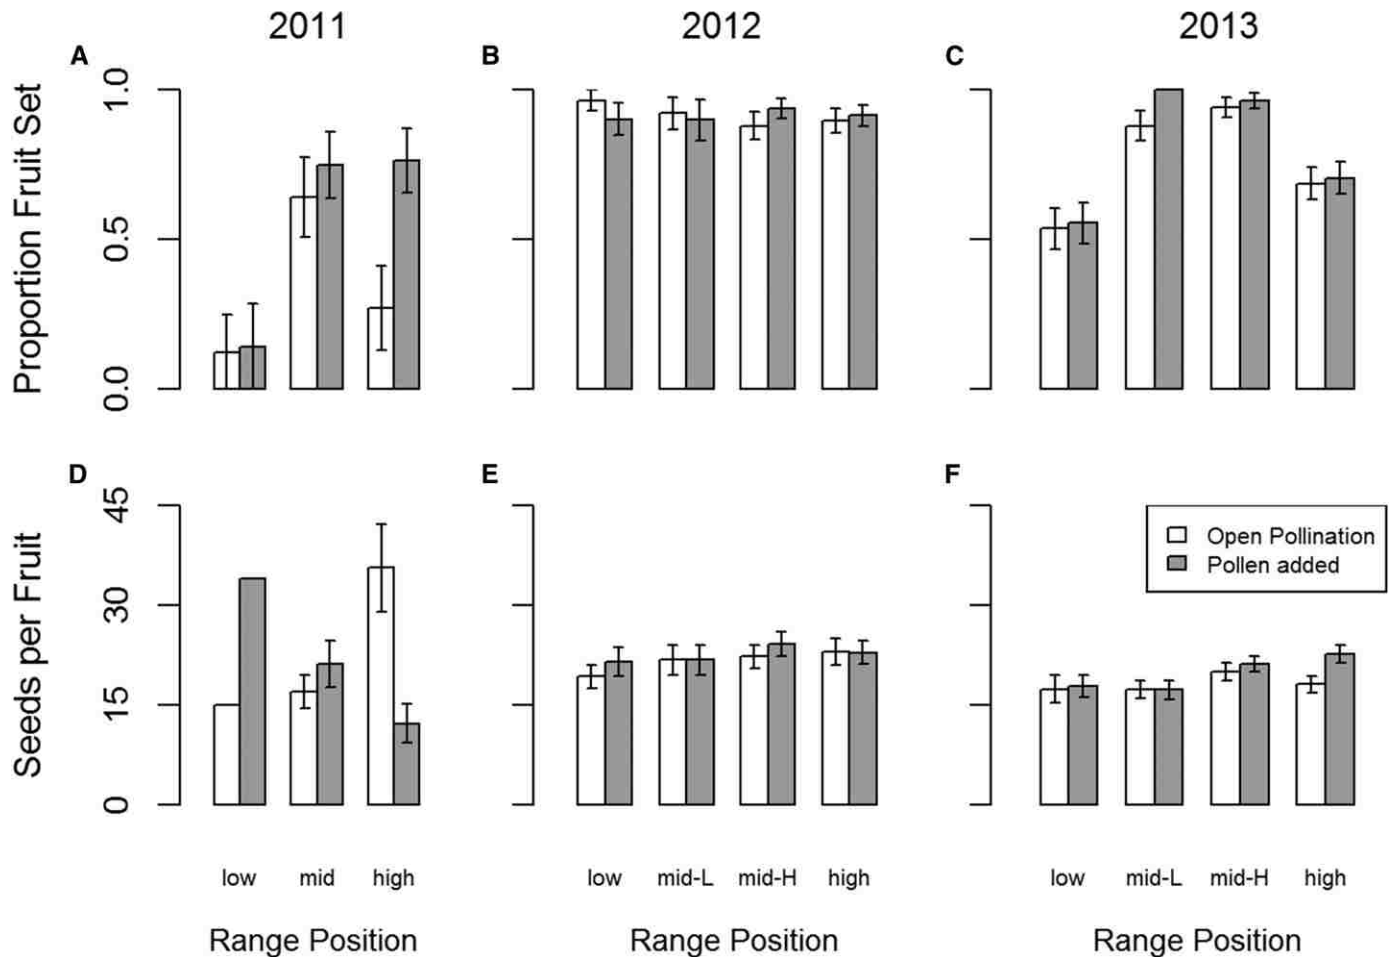 2011 2012 2013
A B C
Proportion Fruit Set
1.0
0.5
0.0
D E F
Seeds per Fruit
45
30
15
0
Open Pollination
Pollen added
low mid high low mid-L mid-H high low mid-L mid-H high
Range Position Range Position Range Position